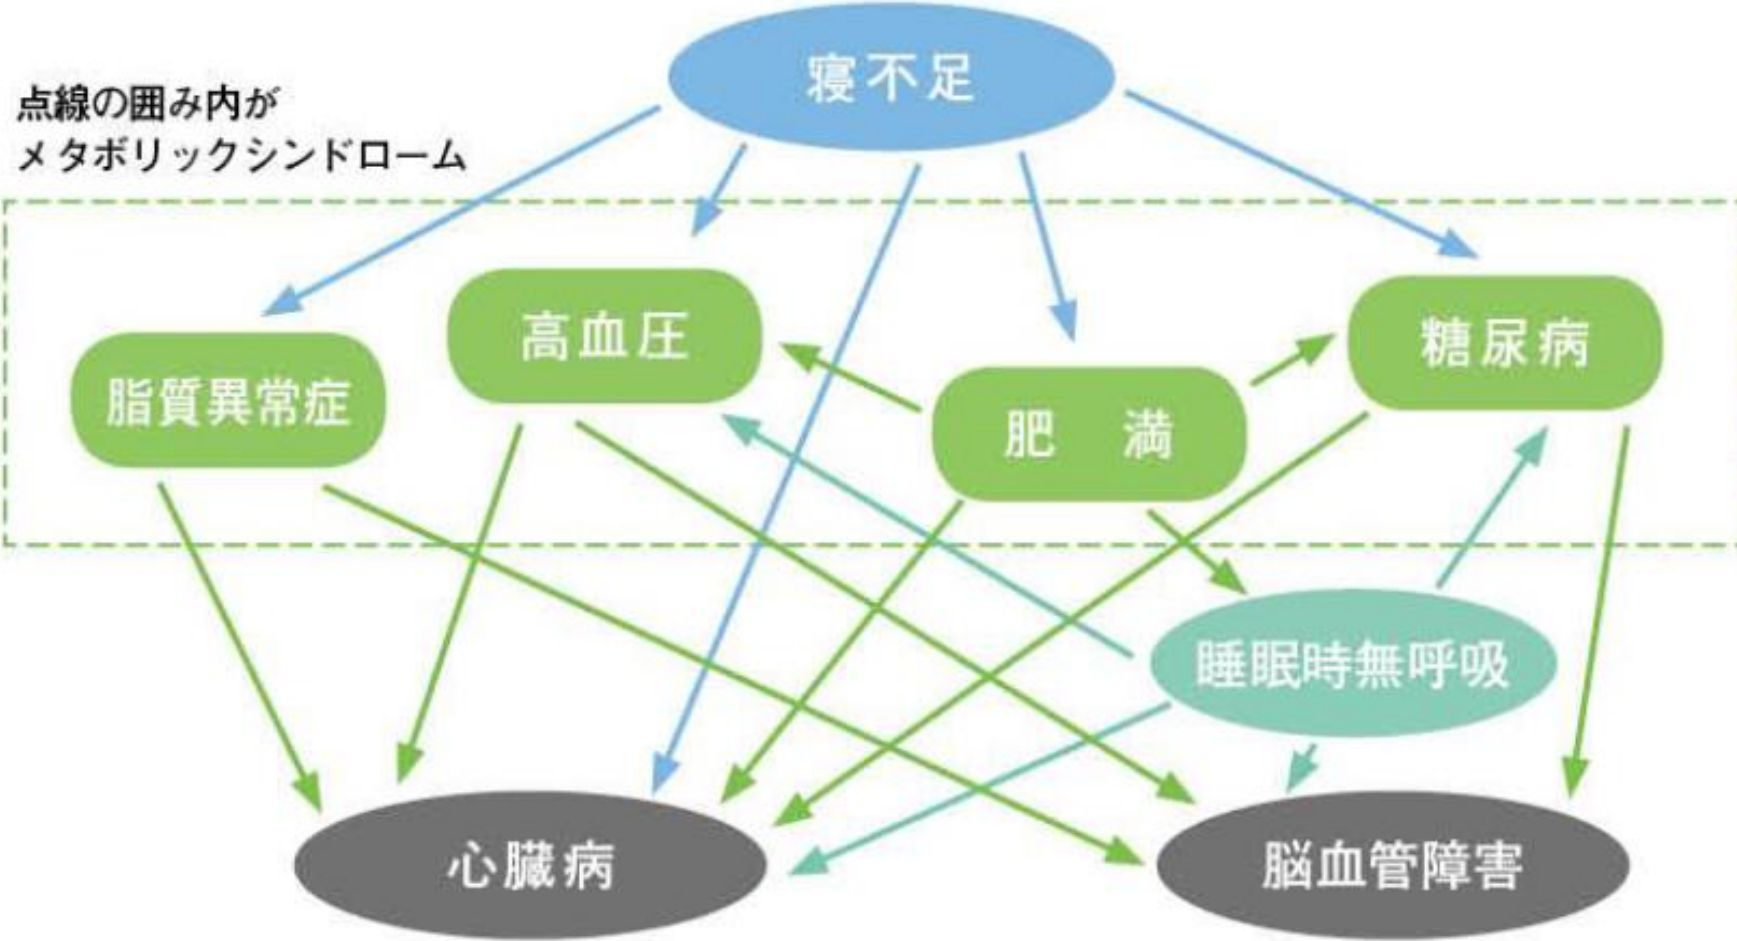 寝不足
点線の囲み内が
メタボリックシンドローム
脂質異常症
高血圧
肥　満
糖尿病
睡眠時無呼吸
心臓病
脳血管障害